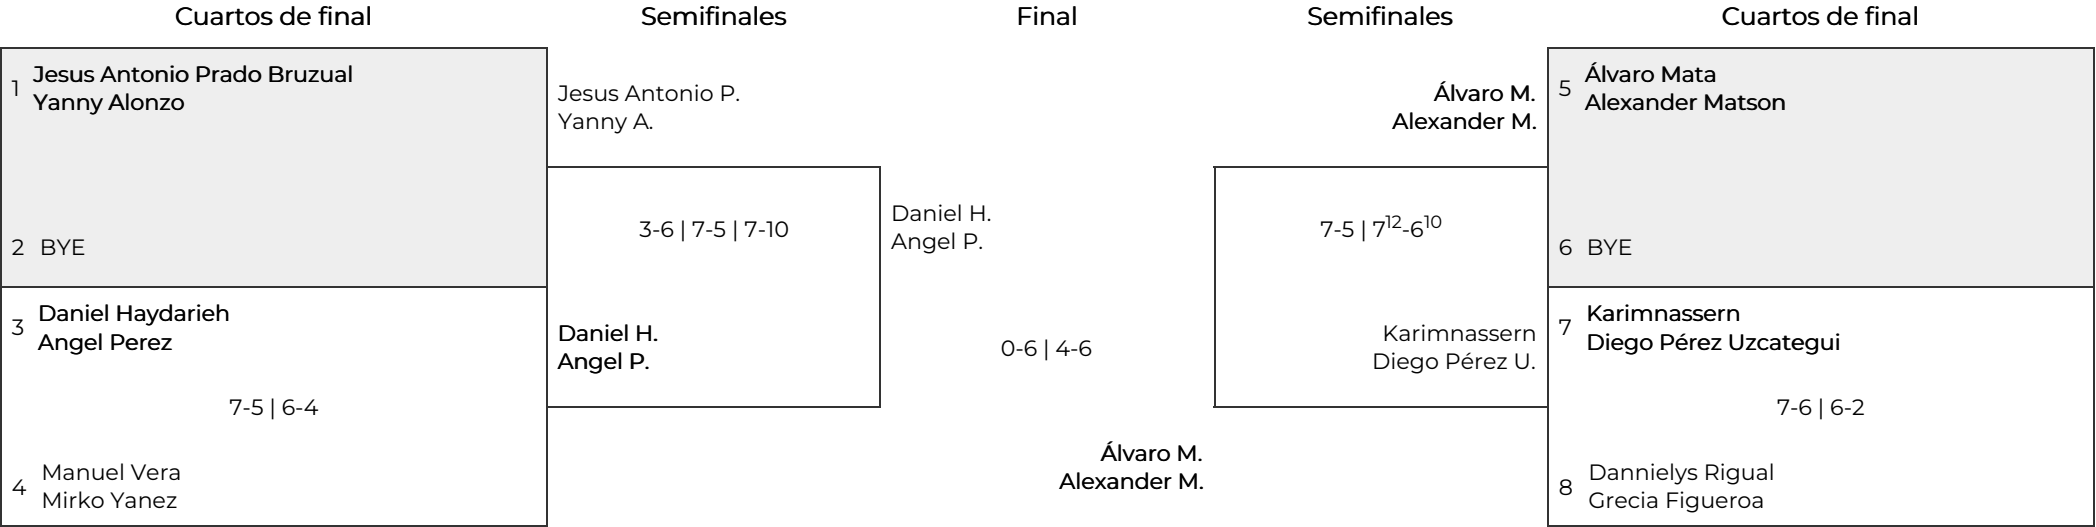 Cuartos de final
Semifinales
Final
Semifinales
Cuartos de final
1
Jesus Antonio Prado Bruzual
Yanny Alonzo
2 BYE
3
Daniel Haydarieh
Angel Perez
7-5 | 6-4
4
Manuel Vera
Mirko Yanez
Jesus Antonio P.
Yanny A.
3-6 | 7-5 | 7-10
Daniel H.
Angel P.
Daniel H.
Angel P.
0-6 | 4-6
Álvaro M.
Alexander M.
Álvaro M.
Alexander M.
7-5 | 7¹²-6¹⁰
Karimnassern
Diego Pérez U.
5
Álvaro Mata
Alexander Matson
6 BYE
7
Karimnassern
Diego Pérez Uzcategui
7-6 | 6-2
8
Dannielys Rigual
Grecia Figueroa